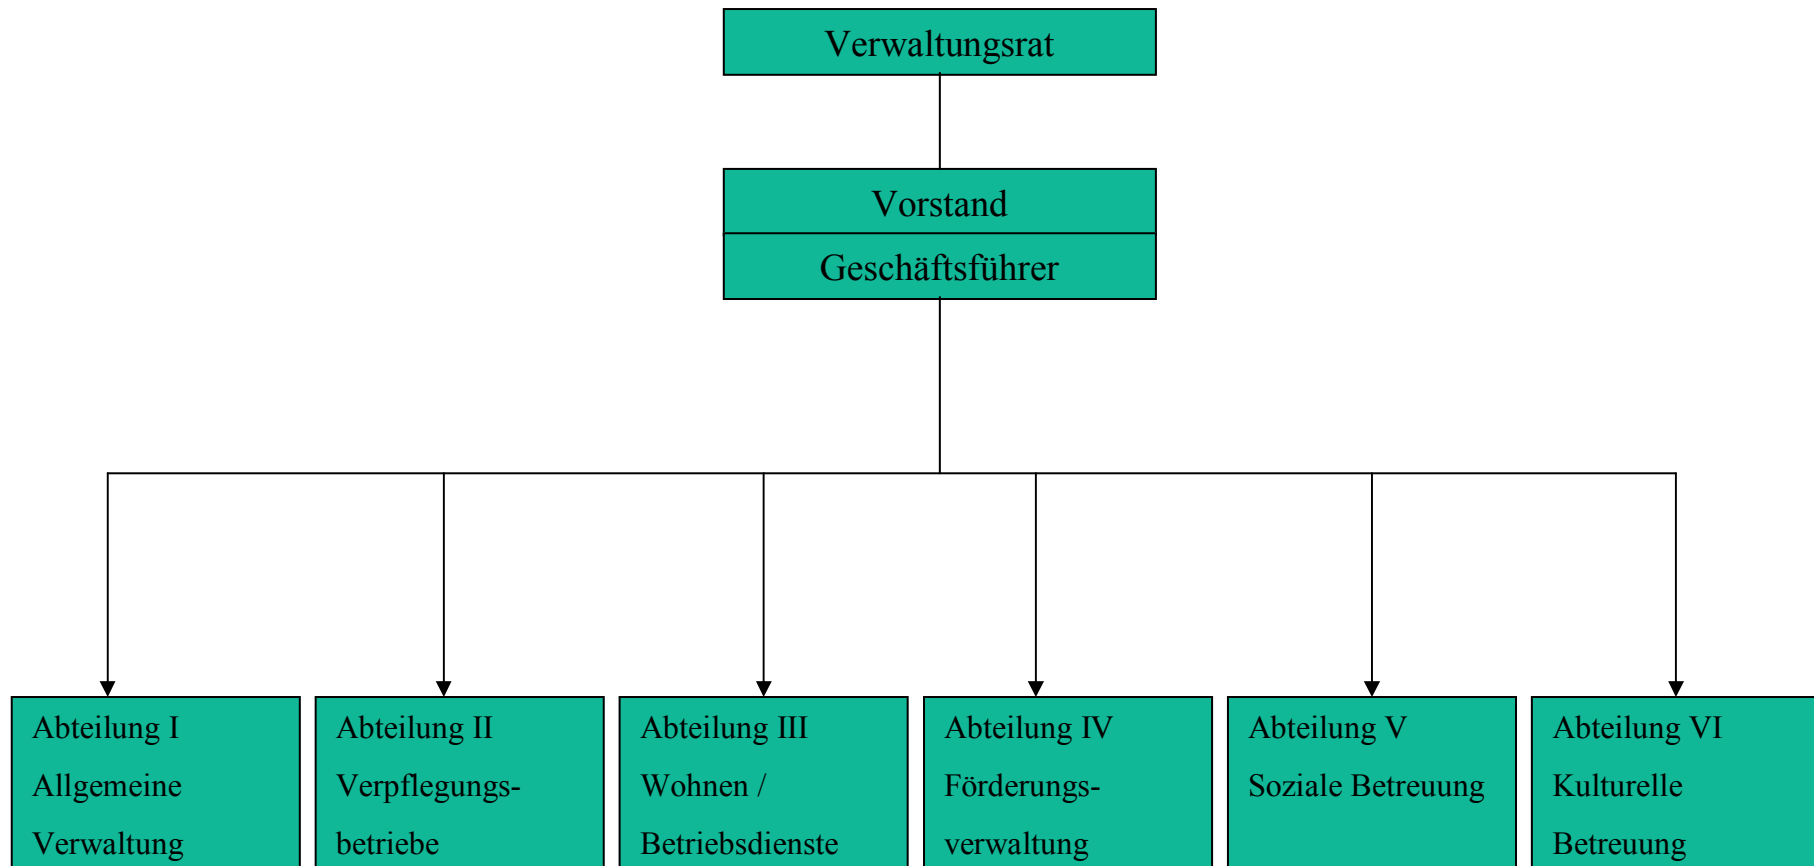 Verwaltungsrat
Vorstand
Geschäftsführer
Abteilung I
Allgemeine
Verwaltung
Abteilung II
Verpflegungs-
betriebe
Abteilung III
Wohnen /
Betriebsdienste
Abteilung IV
Förderungs-
verwaltung
Abteilung V
Soziale Betreuung
Abteilung VI
Kulturelle
Betreuung